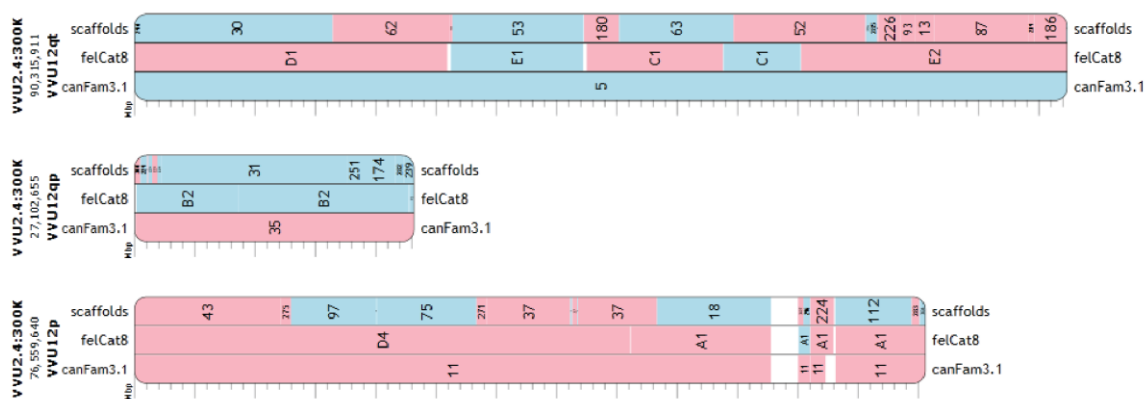 VVU2.4:300K
90,315,911
VVU12qt
scaffolds 30 62 53 180 63 52 226 93 13 87 186 scaffolds
felCat8 D1 E1 C1 C1 E2 felCat8
canFam3.1 5 canFam3.1
Mbp
VVU2.4:300K
27,102,655
VVU12qp
scaffolds 31 251 174 239 scaffolds
felCat8 B2 B2 felCat8
canFam3.1 35 canFam3.1
Mbp
VVU2.4:300K
76,559,640
VVU12p
scaffolds 43 275 97 75 271 37 37 18 224 112 scaffolds
felCat8 D4 A1 A1 A1 A1 felCat8
canFam3.1 11 11 11 11 canFam3.1
Mbp